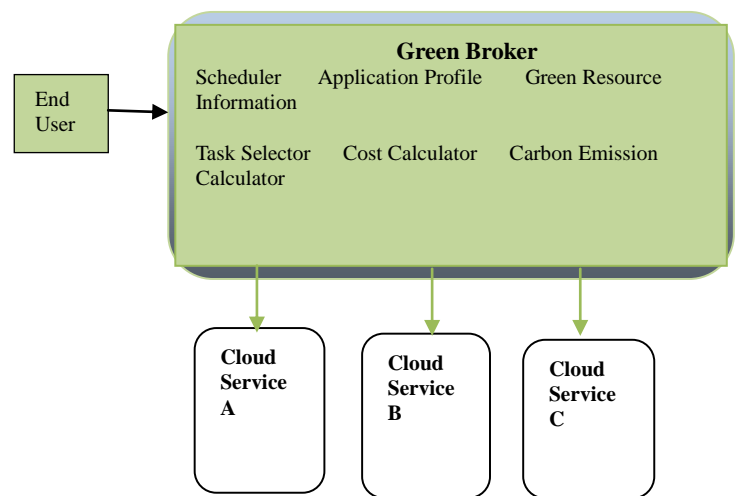 Green Broker
Scheduler Application Profile Green Resource
Information
End
User
Task Selector Cost Calculator Carbon Emission
Calculator
Cloud
Service
A
Cloud
Service
B
Cloud
Service
C